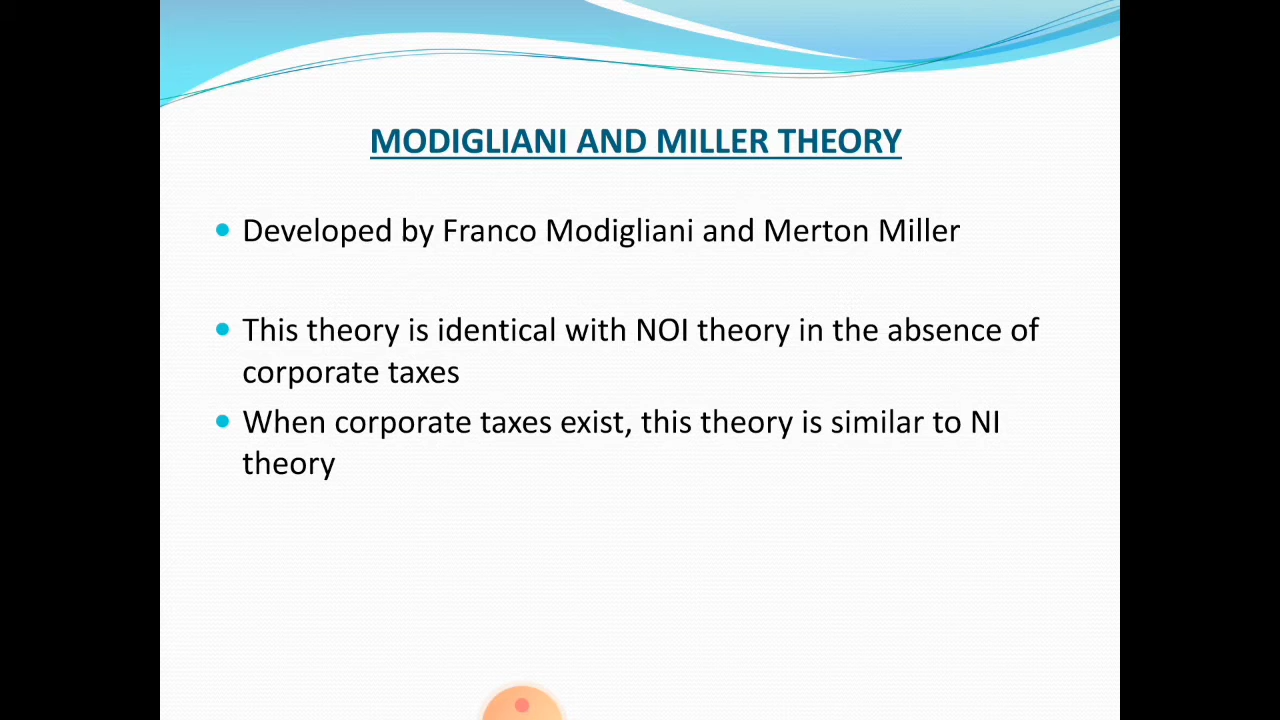 MODIGLIANI AND MILLER THEORY
Developed by Franco Modigliani and Merton Miller
This theory is identical with NOI theory in the absence of
corporate taxes
When corporate taxes exist, this theory is similar to NI
theory